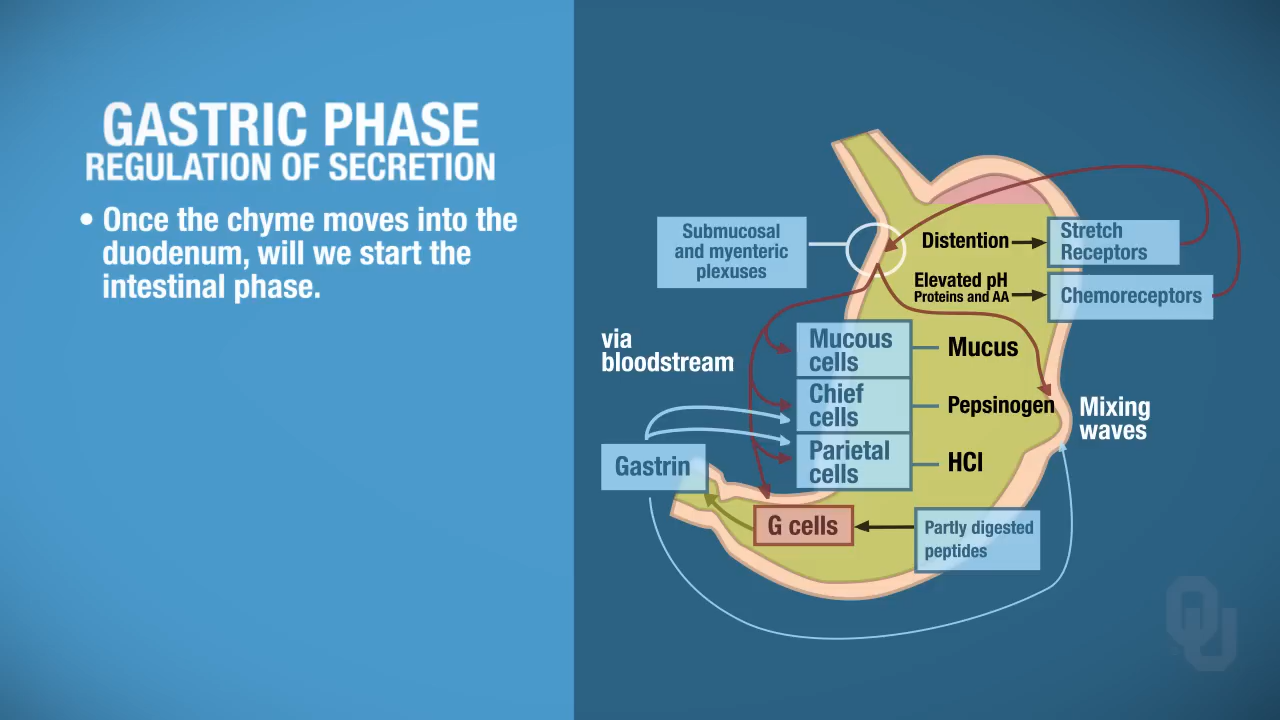 GASTRIC PHASE
REGULATION OF SECRETION
• Once the chyme moves into the
duodenum, will we start the
intestinal phase.
Submucosal
and myenteric
plexuses
Distention
Stretch
Receptors
Elevated pH
Proteins and AA
Chemoreceptors
via
bloodstream
Mucous
cells
Mucus
Chief
cells
Pepsinogen
Mixing
waves
Parietal
cells
HCl
Gastrin
G cells
Partly digested
peptides
OU